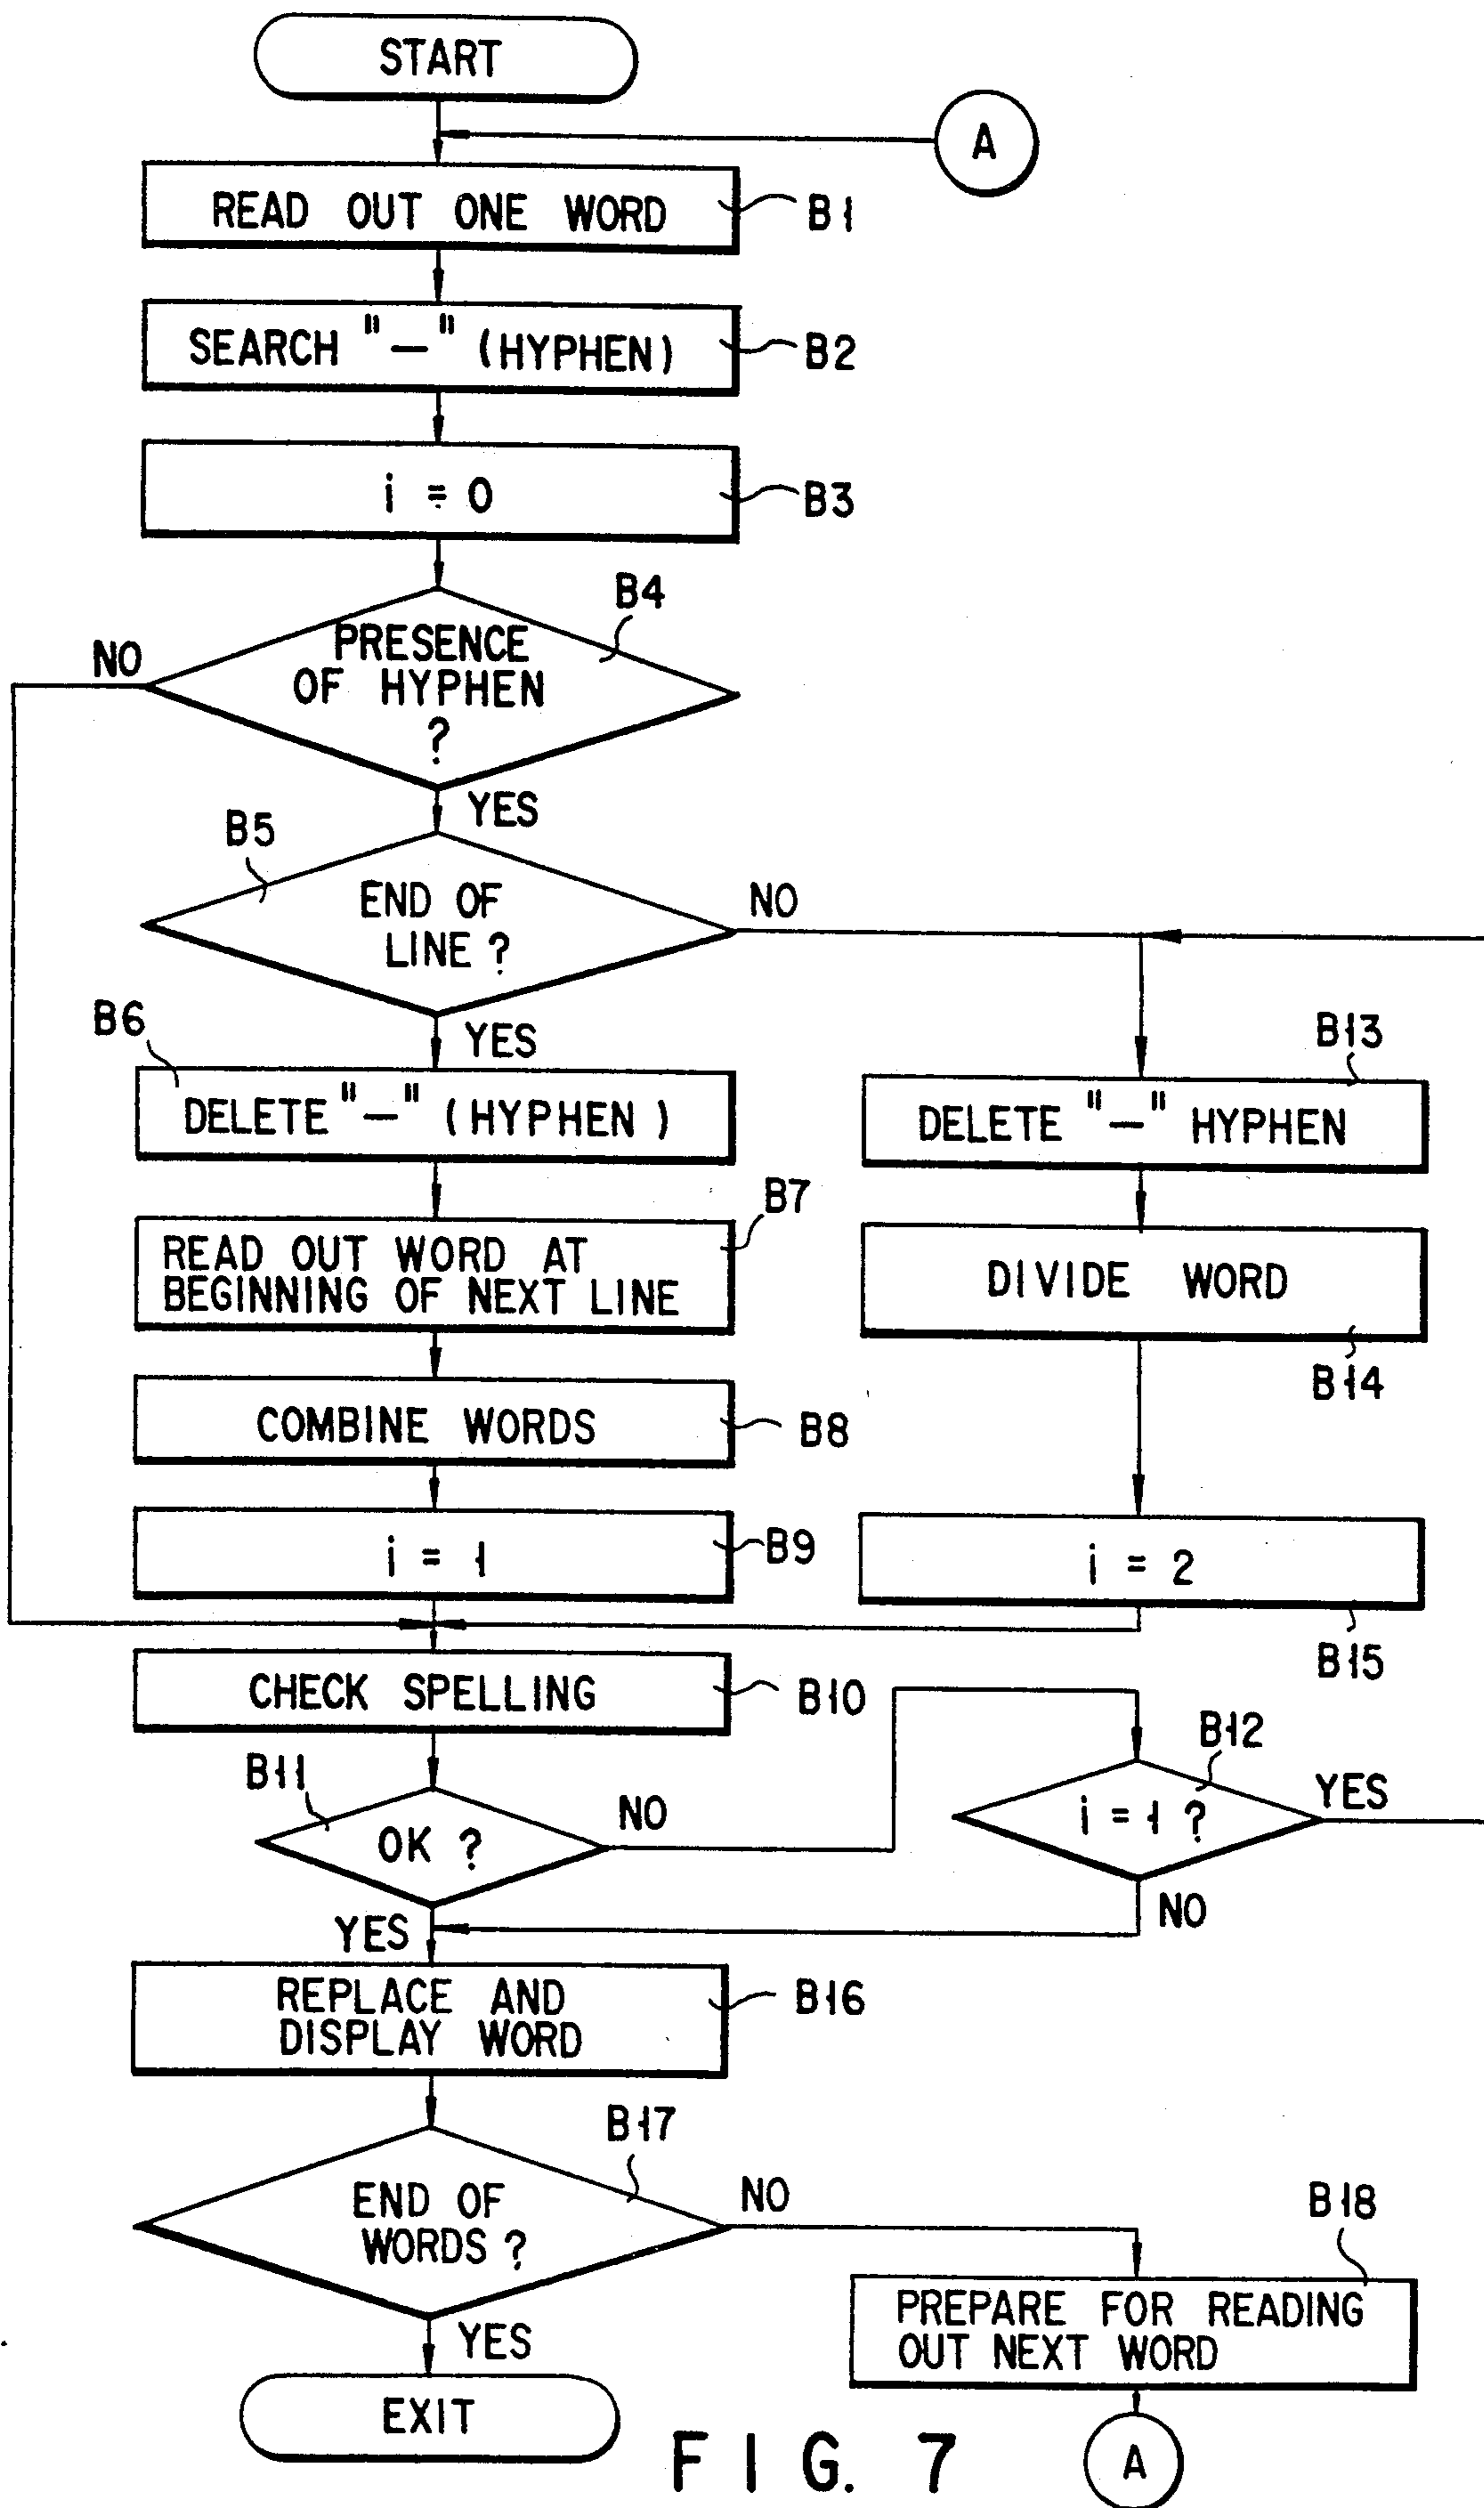 START
A
READ OUT ONE WORD
B1
SEARCH "—" (HYPHEN)
B2
i = 0
B3
B4
PRESENCE
OF HYPHEN
?
NO
YES
B5
END OF
LINE ?
NO
YES
B6
DELETE "—" (HYPHEN)
B13
DELETE "—" HYPHEN
B7
READ OUT WORD AT
BEGINNING OF NEXT LINE
DIVIDE WORD
B14
COMBINE WORDS
B8
i = 1
B9
i = 2
B15
CHECK SPELLING
B10
B11
OK ?
NO
YES
B12
i = 1 ?
YES
NO
REPLACE AND
DISPLAY WORD
B16
B17
END OF
WORDS ?
NO
YES
B18
PREPARE FOR READING
OUT NEXT WORD
EXIT
A
FIG. 7